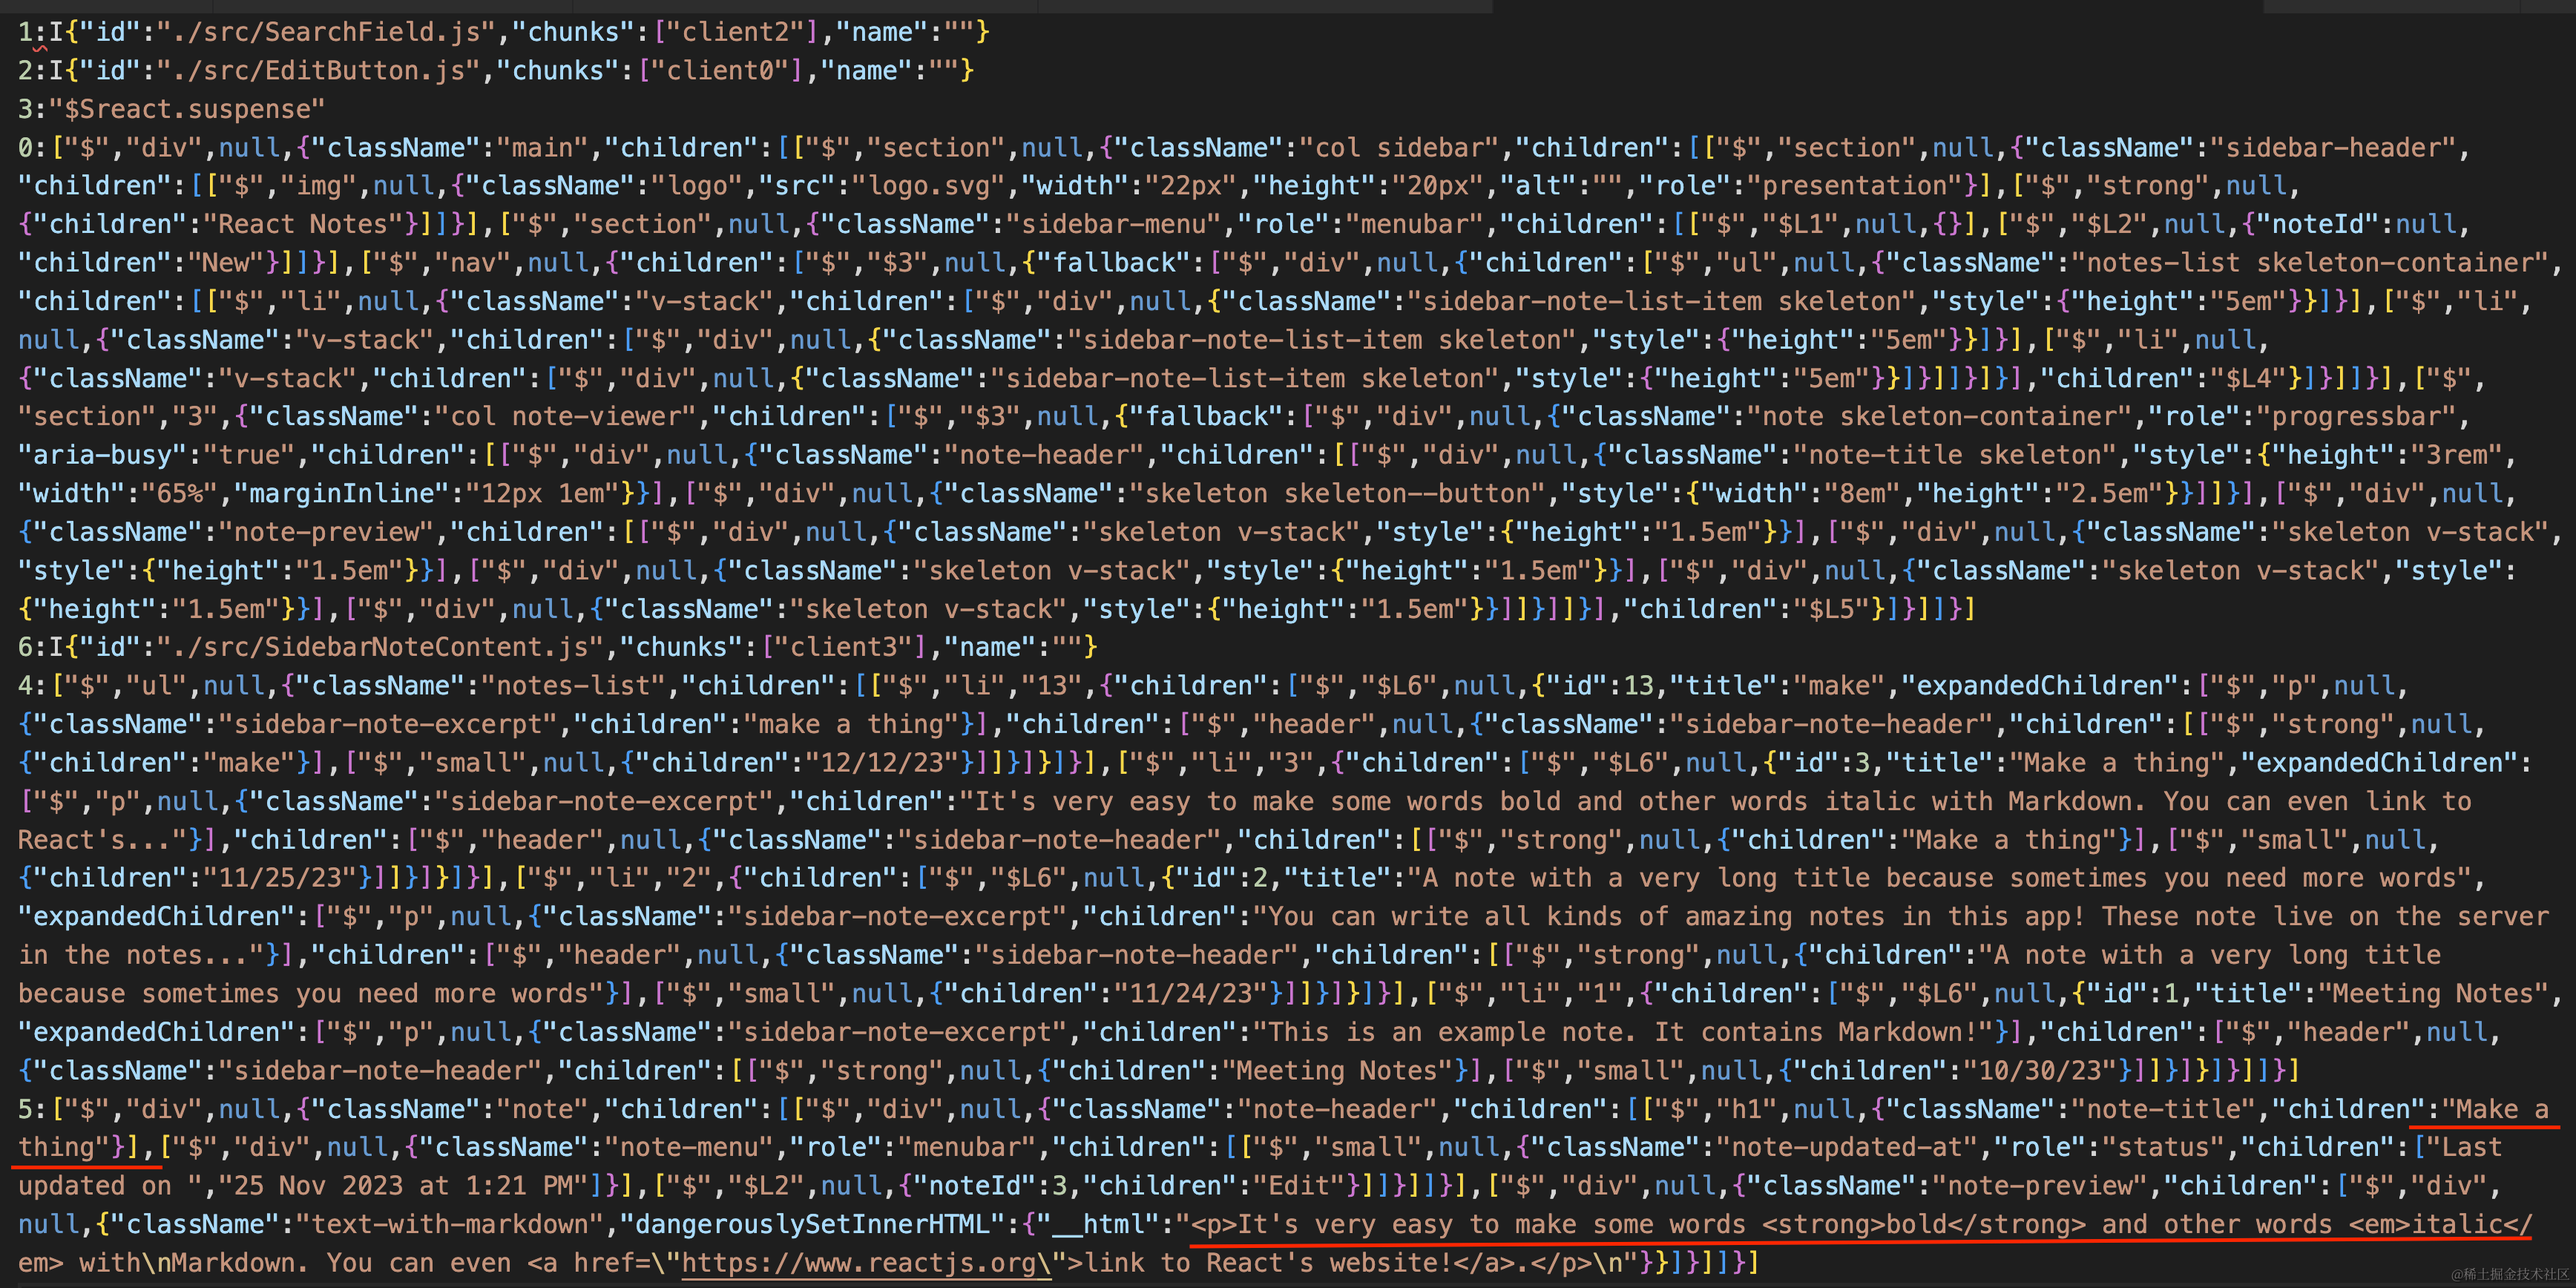 1:I{"id":"./src/SearchField.js","chunks":["client2"],"name":""}
2:I{"id":"./src/EditButton.js","chunks":["client0"],"name":""}
3:"$Sreact.suspense"
0:["$","div",null,{"className":"main","children":[["$","section",null,{"className":"col sidebar","children":[["$","section",null,{"className":"sidebar-header",
"children":[["$","img",null,{"className":"logo","src":"logo.svg","width":"22px","height":"20px","alt":"","role":"presentation"}],["$","strong",null,
{"children":"React Notes"}]]}],["$","section",null,{"className":"sidebar-menu","role":"menubar","children":[["$","$L1",null,{}],["$","$L2",null,{"noteId":null,
"children":"New"}]]}],["$","nav",null,{"children":["$","$3",null,{"fallback":["$","div",null,{"children":["$","ul",null,{"className":"notes-list skeleton-container",
"children":[["$","li",null,{"className":"v-stack","children":["$","div",null,{"className":"sidebar-note-list-item skeleton","style":{"height":"5em"}}]}],["$","li",
null,{"className":"v-stack","children":["$","div",null,{"className":"sidebar-note-list-item skeleton","style":{"height":"5em"}}]}],["$","li",null,
{"className":"v-stack","children":["$","div",null,{"className":"sidebar-note-list-item skeleton","style":{"height":"5em"}}]}]]}]}],"children":"$L4"}]}]]}],["$",
"section","3",{"className":"col note-viewer","children":["$","$3",null,{"fallback":["$","div",null,{"className":"note skeleton-container","role":"progressbar",
"aria-busy":"true","children":[["$","div",null,{"className":"note-header","children":[["$","div",null,{"className":"note-title skeleton","style":{"height":"3rem",
"width":"65%","marginInline":"12px 1em"}}],["$","div",null,{"className":"skeleton skeleton--button","style":{"width":"8em","height":"2.5em"}}]]}],["$","div",null,
{"className":"note-preview","children":[["$","div",null,{"className":"skeleton v-stack","style":{"height":"1.5em"}}],["$","div",null,{"className":"skeleton v-stack",
"style":{"height":"1.5em"}}],["$","div",null,{"className":"skeleton v-stack","style":{"height":"1.5em"}}],["$","div",null,{"className":"skeleton v-stack","style":
{"height":"1.5em"}}],["$","div",null,{"className":"skeleton v-stack","style":{"height":"1.5em"}}]]}]]}],"children":"$L5"}]}]]}]
6:I{"id":"./src/SidebarNoteContent.js","chunks":["client3"],"name":""}
4:["$","ul",null,{"className":"notes-list","children":[["$","li","13",{"children":["$","$L6",null,{"id":13,"title":"make","expandedChildren":["$","p",null,
{"className":"sidebar-note-excerpt","children":"make a thing"}],"children":["$","header",null,{"className":"sidebar-note-header","children":[["$","strong",null,
{"children":"make"}],["$","small",null,{"children":"12/12/23"}]]}]}]}],["$","li","3",{"children":["$","$L6",null,{"id":3,"title":"Make a thing","expandedChildren":
["$","p",null,{"className":"sidebar-note-excerpt","children":"It's very easy to make some words bold and other words italic with Markdown. You can even link to
React's..."}],"children":["$","header",null,{"className":"sidebar-note-header","children":[["$","strong",null,{"children":"Make a thing"}],["$","small",null,
{"children":"11/25/23"}]]}]}]}],["$","li","2",{"children":["$","$L6",null,{"id":2,"title":"A note with a very long title because sometimes you need more words",
"expandedChildren":["$","p",null,{"className":"sidebar-note-excerpt","children":"You can write all kinds of amazing notes in this app! These note live on the server
in the notes..."}],"children":["$","header",null,{"className":"sidebar-note-header","children":[["$","strong",null,{"children":"A note with a very long title
because sometimes you need more words"}],["$","small",null,{"children":"11/24/23"}]]}]}]}],["$","li","1",{"children":["$","$L6",null,{"id":1,"title":"Meeting Notes",
"expandedChildren":["$","p",null,{"className":"sidebar-note-excerpt","children":"This is an example note. It contains Markdown!"}],"children":["$","header",null,
{"className":"sidebar-note-header","children":[["$","strong",null,{"children":"Meeting Notes"}],["$","small",null,{"children":"10/30/23"}]]}]}]}]]}]
5:["$","div",null,{"className":"note","children":[["$","div",null,{"className":"note-header","children":[["$","h1",null,{"className":"note-title","children":"Make a
thing"}],["$","div",null,{"className":"note-menu","role":"menubar","children":[["$","small",null,{"className":"note-updated-at","role":"status","children":["Last
updated on ","25 Nov 2023 at 1:21 PM"]}],["$","$L2",null,{"noteId":3,"children":"Edit"}]]}]]}],["$","div",null,{"className":"note-preview","children":["$","div",
null,{"className":"text-with-markdown","dangerouslySetInnerHTML":{"__html":"<p>It's very easy to make some words <strong>bold</strong> and other words <em>italic</
em> with\nMarkdown. You can even <a href=\"https://www.reactjs.org\">link to React's website!</a>.</p>\n"}}]}]]}]
@稀土掘金技术社区